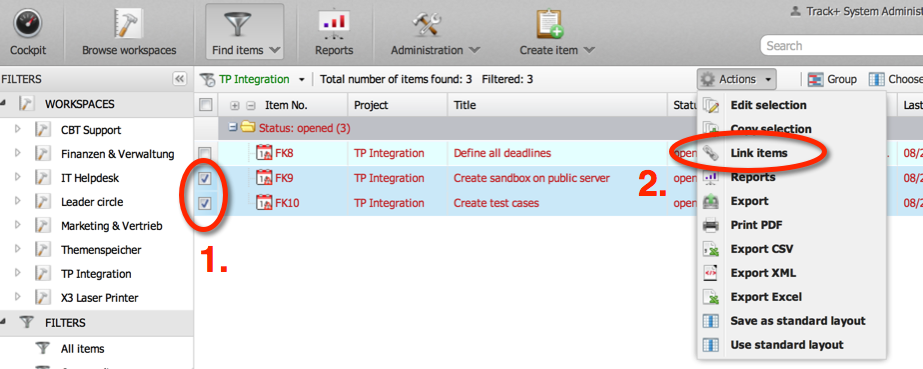 Track+ System Administ
Cockpit
Browse workspaces
Find items
Reports
Administration
Create item
Search
FILTERS
TP Integration
Total number of items found: 3 Filtered: 3
Actions
Group
Choose
WORKSPACES
Item No.
Project
Title
Statu
Last
Edit selection
CBT Support
Status: opened (3)
Copy selection
Finanzen & Verwaltung
FK8
TP Integration
Define all deadlines
open
Link items
08/2
IT Helpdesk
FK9
TP Integration
Create sandbox on public server
open
Reports
08/2
Leader circle
FK10
TP Integration
Create test cases
open
Export
08/2
1.
2.
Marketing & Vertrieb
Print PDF
Themenspeicher
Export CSV
TP Integration
Export XML
X3 Laser Printer
Export Excel
FILTERS
Save as standard layout
All items
Use standard layout